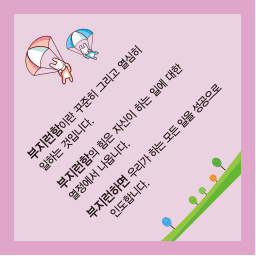 부지런함이란 꾸준히 그리고 열심히
일하는 것입니다.
부지런함의 힘은 자신이 하는 일에 대한
열정에서 나옵니다.
부지런하면 우리가 하는 모든 일을 성공으로
인도합니다.